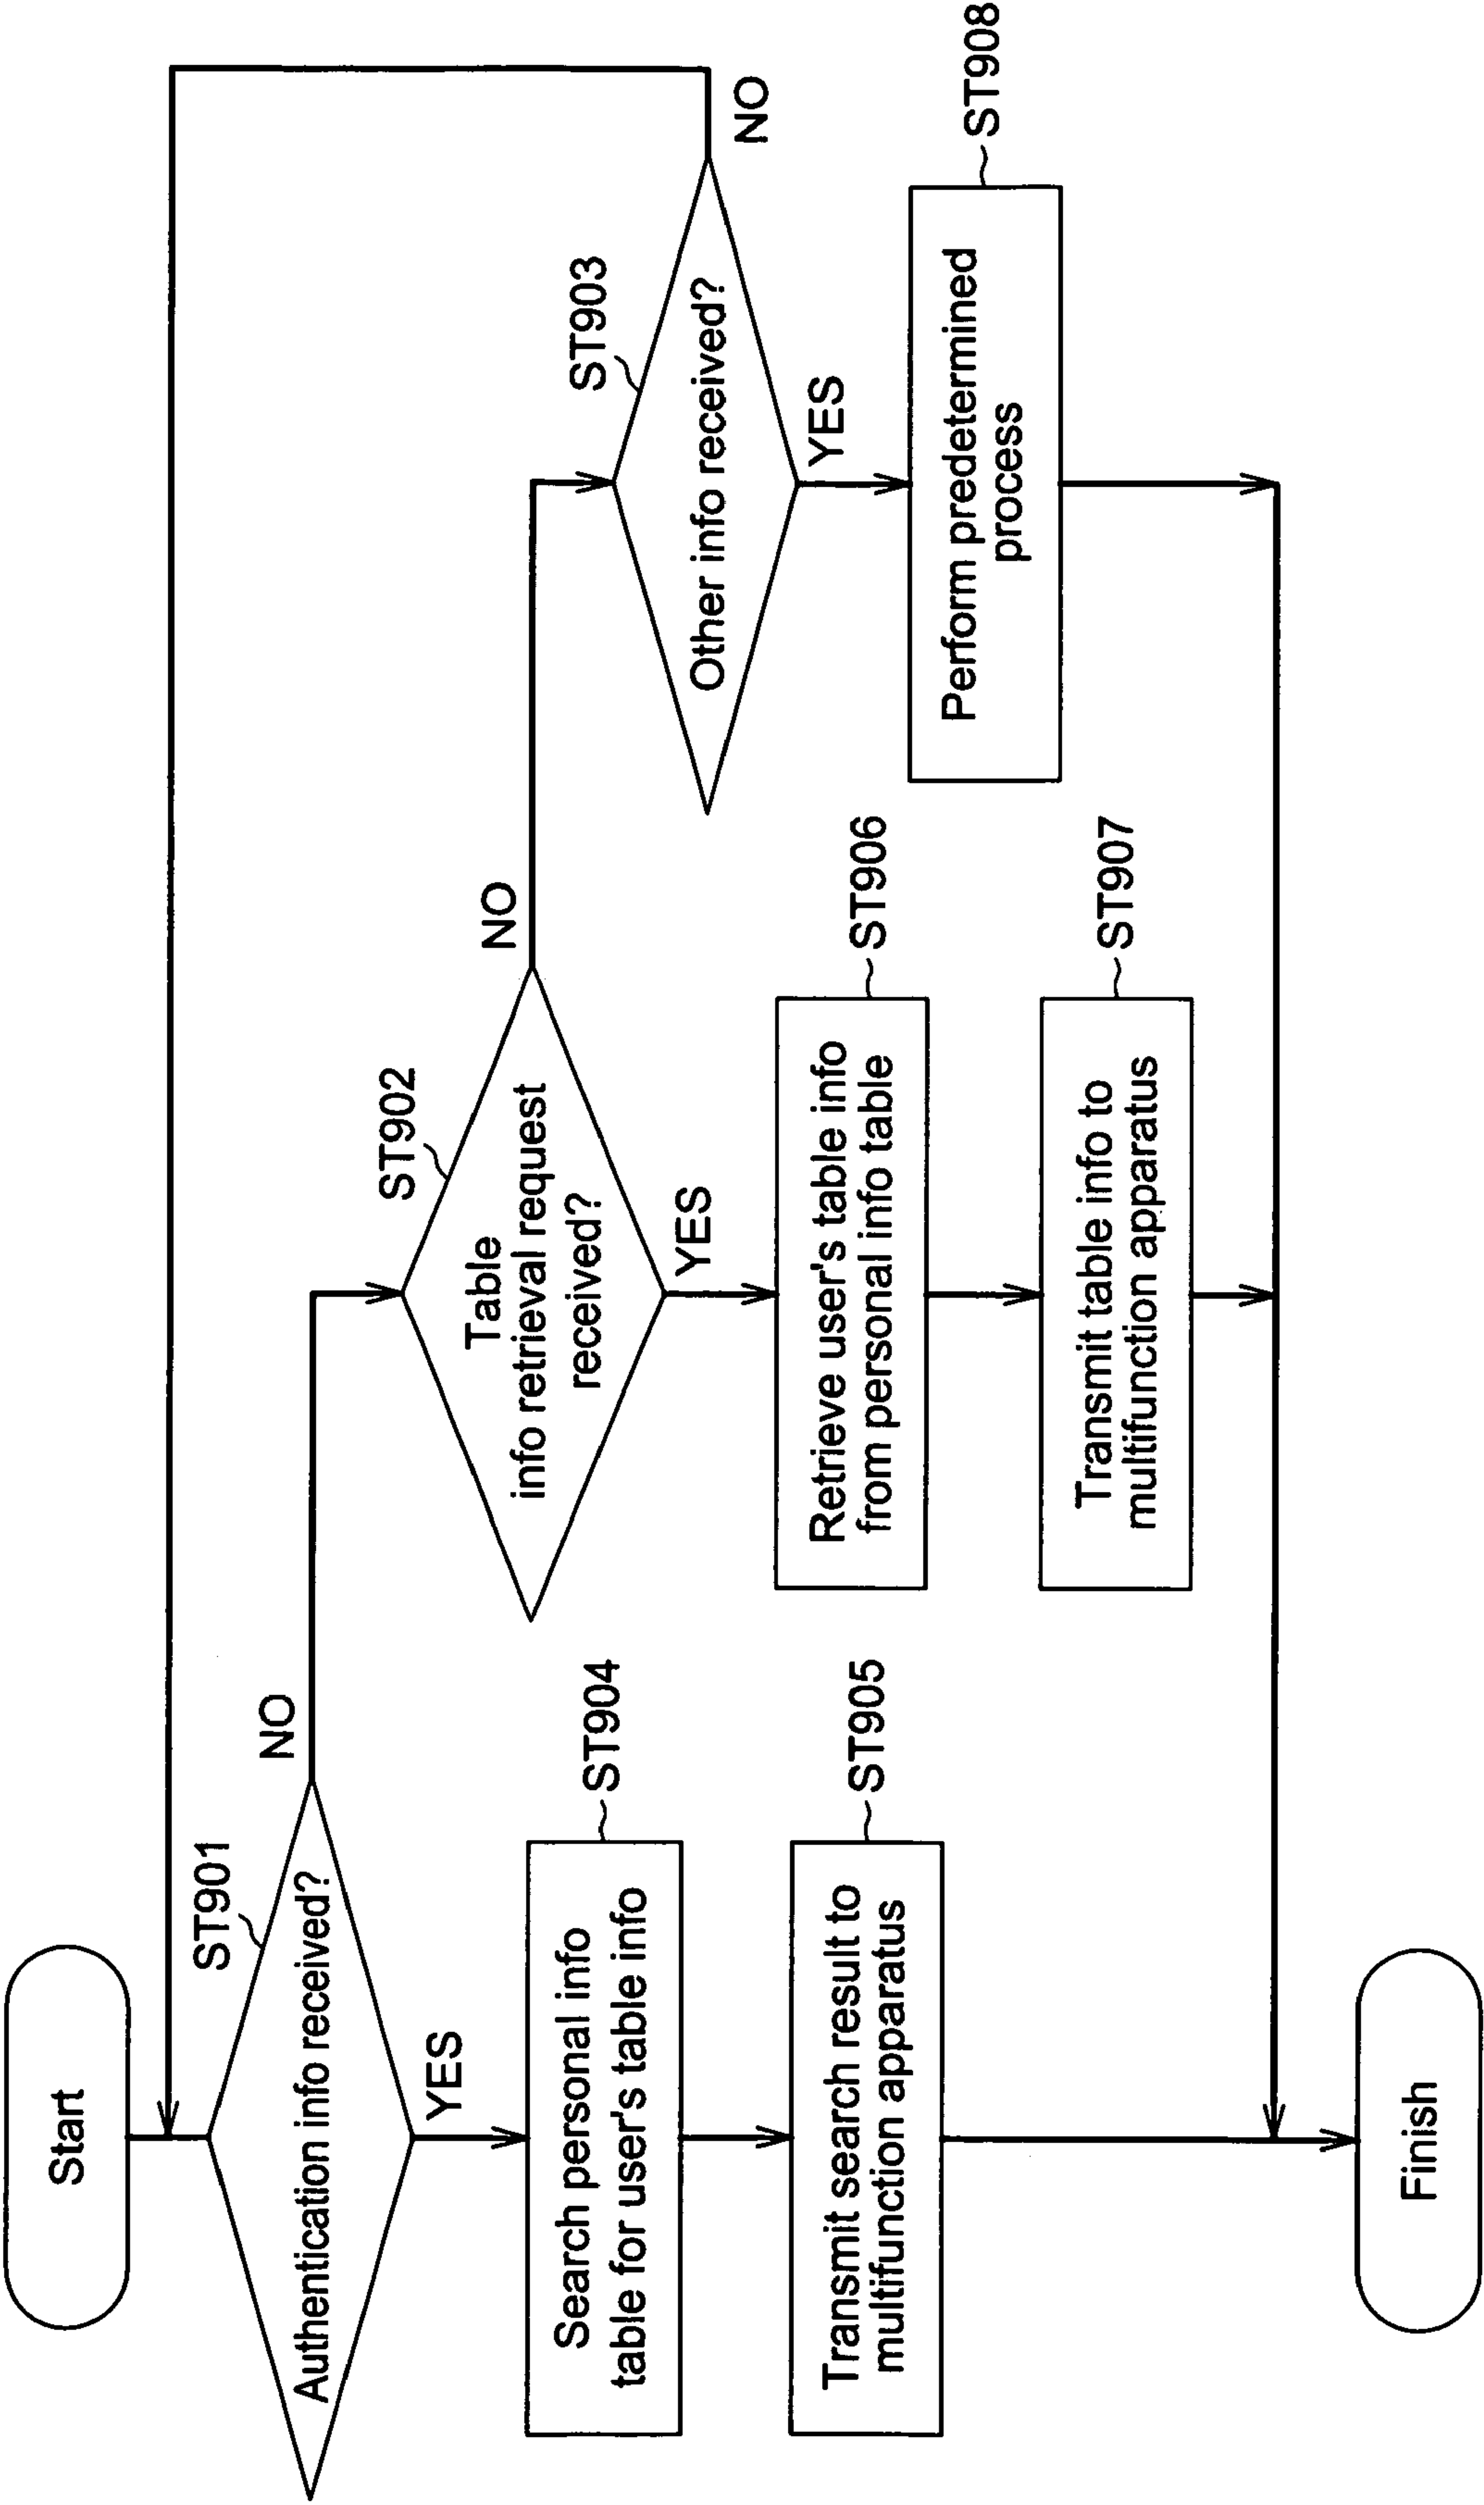 Start
ST901
Authentication info received?
NO
YES
ST904
Search personal info
table for user's table info
ST905
Transmit search result to
multifunction apparatus
ST902
Table
info retrieval request
received?
NO
YES
ST906
Retrieve users table info
from personal info table
ST907
Transmit table info to
multifunction apparatus
ST903
Other info received?
NO
YES
ST908
Perform predetermined
process
Finish